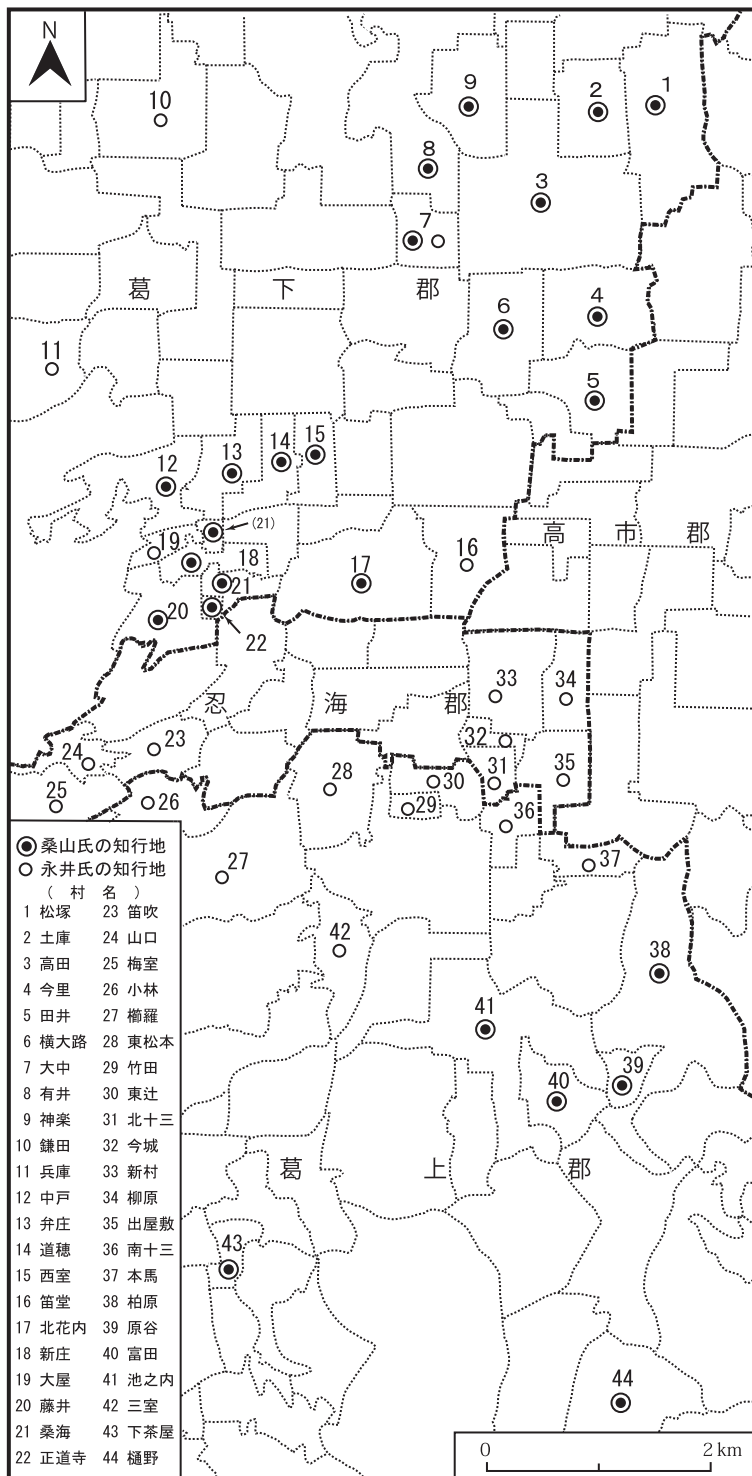 N
10
9
2
1
8
3
7
葛 下 郡
6
4
11
5
12
13
14
15
(21)
高 市 郡
19
18
17
16
21
20
22
忍 海 郡
33
34
32
24
23
35
25
26
28
30
31
29
36
27
37
42
38
41
39
40
葛 上 郡
43
44
桑山氏の知行地
永井氏の知行地
( 村 名 )
1 松塚 23 笛吹
2 土庫 24 山口
3 高田 25 梅室
4 今里 26 小林
5 田井 27 櫛羅
6 横大路 28 東松本
7 大中 29 竹田
8 有井 30 東辻
9 神楽 31 北十三
10 鎌田 32 今城
11 兵庫 33 新村
12 中戸 34 柳原
13 弁庄 35 出屋敷
14 道穂 36 南十三
15 西室 37 本馬
16 笛堂 38 柏原
17 北花内 39 原谷
18 新庄 40 富田
19 大屋 41 池之内
20 藤井 42 三室
21 桑海 43 下茶屋
22 正道寺 44 樋野
0 2 km